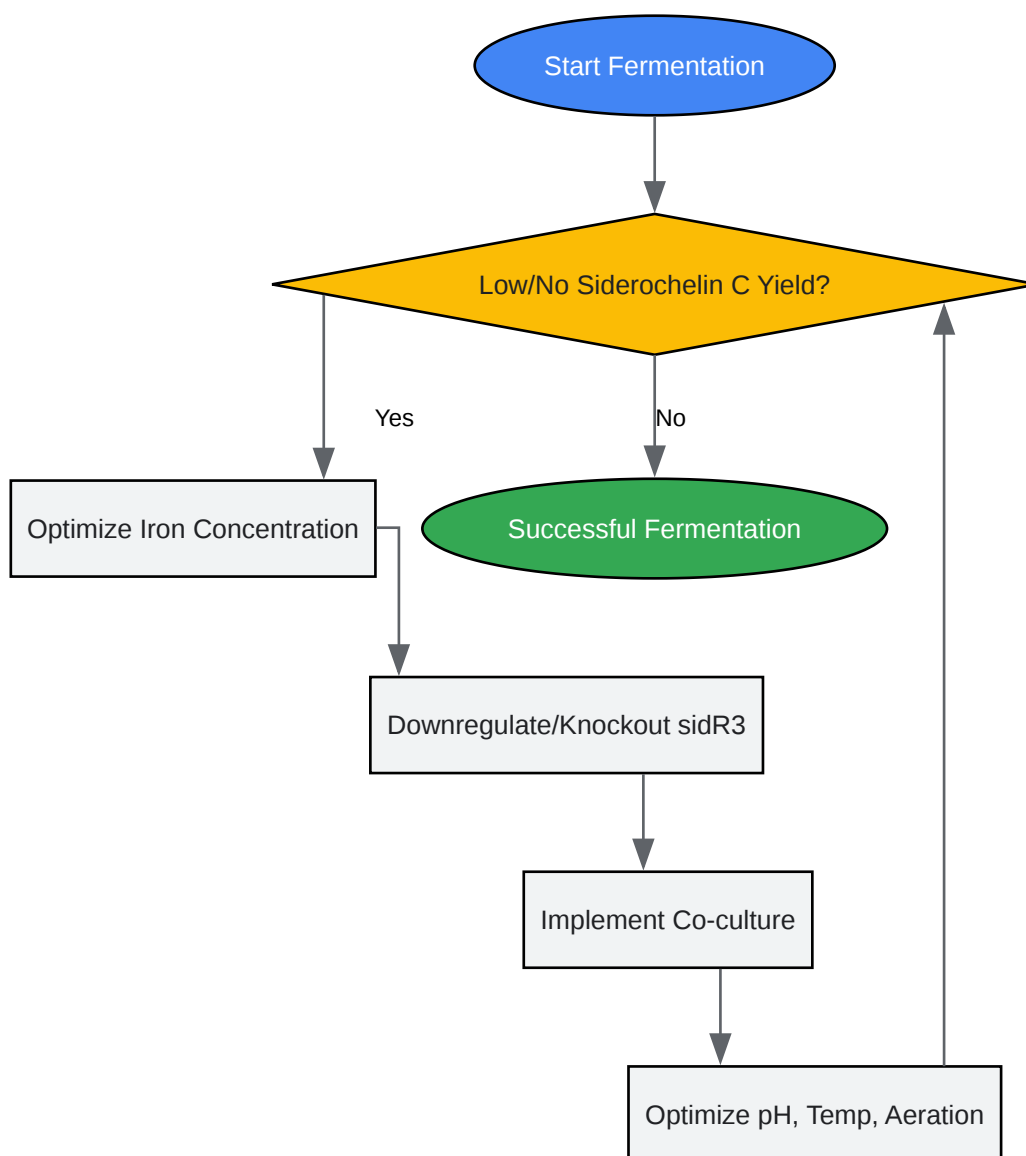 Start Fermentation
Low/No Siderochelin C Yield?
Yes
No
Optimize Iron Concentration
Successful Fermentation
Downregulate/Knockout sidR3
Implement Co-culture
Optimize pH, Temp, Aeration